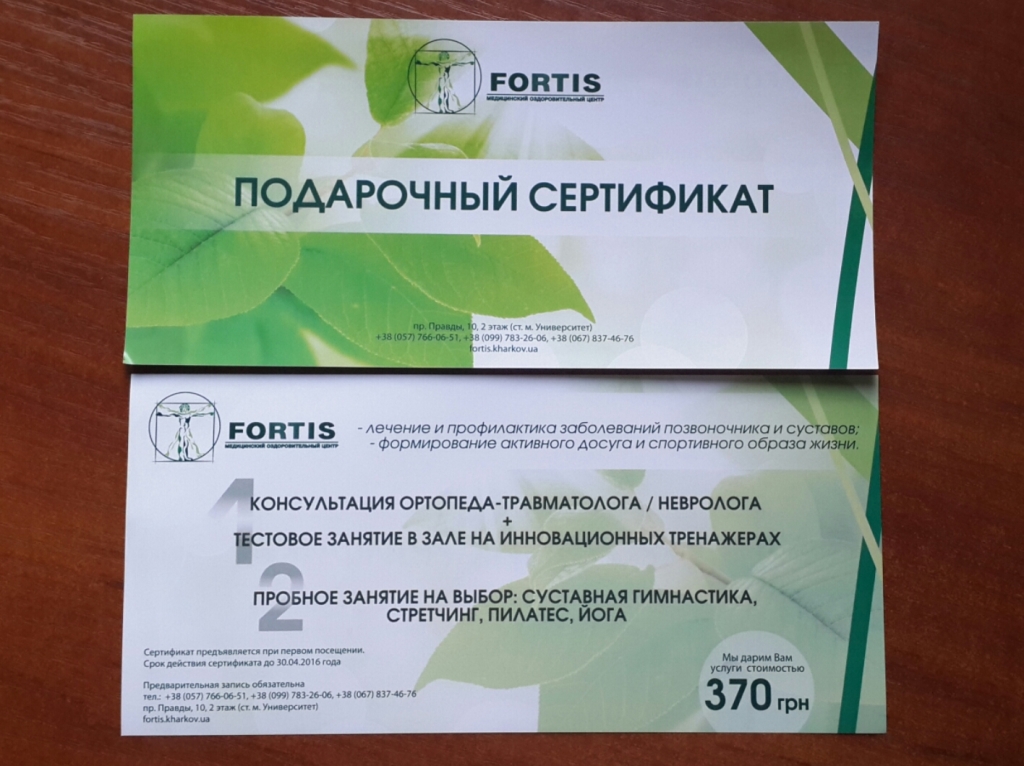 FORTIS
МЕДИЦИНСКИЙ ОЗДОРОВИТЕЛЬНЫЙ ЦЕНТР
ПОДАРОЧНЫЙ СЕРТИФИКАТ
пр. Правды, 10, 2 этаж (ст. м. Университет)
+38 (057) 766-06-51, +38 (099) 783-26-06, +38 (067) 837-46-76
fortis.kharkov.ua
FORTIS
МЕДИЦИНСКИЙ ОЗДОРОВИТЕЛЬНЫЙ ЦЕНТР
- лечение и профилактика заболеваний позвоночника и суставов;
- формирование активного досуга и спортивного образа жизни.
1
КОНСУЛЬТАЦИЯ ОРТОПЕДА-ТРАВМАТОЛОГА / НЕВРОЛОГА
+
ТЕСТОВОЕ ЗАНЯТИЕ В ЗАЛЕ НА ИННОВАЦИОННЫХ ТРЕНАЖЕРАХ
2
ПРОБНОЕ ЗАНЯТИЕ НА ВЫБОР: СУСТАВНАЯ ГИМНАСТИКА,
СТРЕТЧИНГ, ПИЛАТЕС, ЙОГА
Сертификат предъявляется при первом посещении.
Срок действия сертификата до 30.04.2016 года
Предварительная запись обязательна
тел.: +38 (057) 766-06-51, +38 (099) 783-26-06, +38 (067) 837-46-76
пр. Правды, 10, 2 этаж (ст. м. Университет)
fortis.kharkov.ua
Мы дарим Вам
услуги стоимостью
370 грн